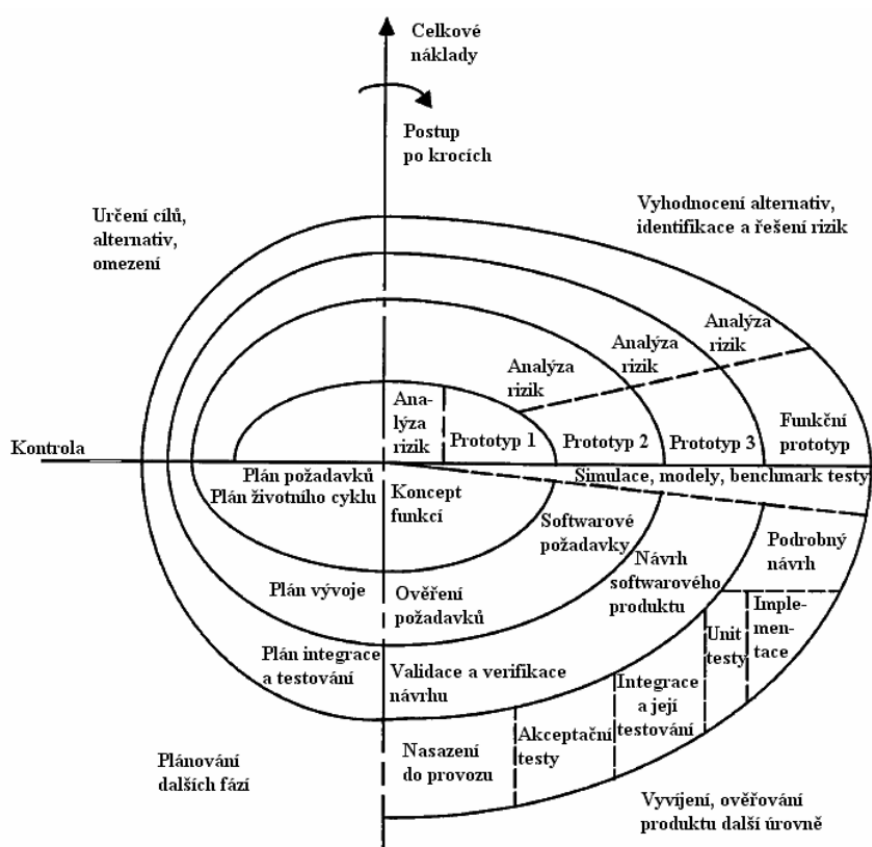 Celkové
náklady
Postup
po krocích
Určení cílů,
alternativ,
omezení
Vyhodnocení alternativ,
identifikace a řešení rizik
Analýza
rizik
Analýza
rizik
Analýza
rizik
Ana-
lýza
rizik
Prototyp 1
Prototyp 2
Prototyp 3
Funkční
prototyp
Kontrola
Plán požadavků
Plán životního cyklu
Koncept
funkcí
Simulace, modely, benchmark testy
Softwarové
požadavky
Návrh
softwarového
produktu
Podrobný
návrh
Plán vývoje
Ověření
požadavků
Unit
testy
Imple-
men-
tace
Plán integrace
a testování
Validace a verifikace
návrhu
Integrace
a její
testování
Akceptační
testy
Nasazení
do provozu
Plánování
dalších fází
Vyvíjení, ověřování
produktu další úrovně